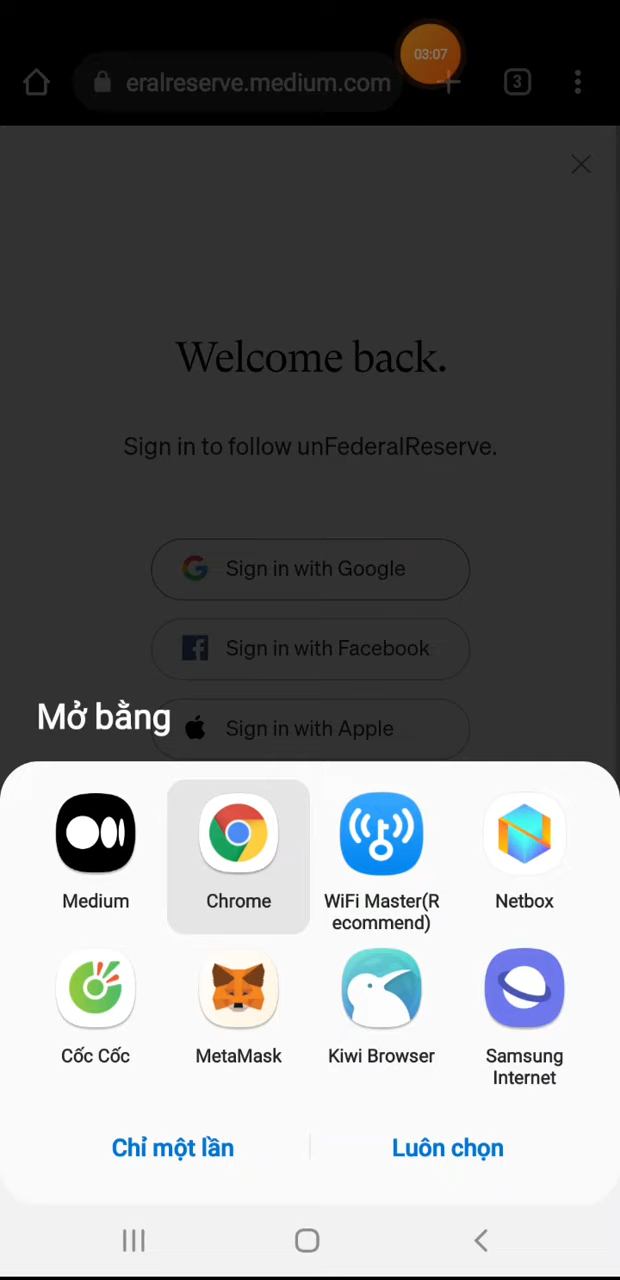 03:07
eralreserve.medium.com
3
Welcome back.
Sign in to follow unFederalReserve.
Sign in with Google
Sign in with Facebook
Sign in with Apple
Mở bằng
Medium
Chrome
WiFi Master(R
ecommend)
Netbox
Cốc Cốc
MetaMask
Kiwi Browser
Samsung
Internet
Chỉ một lần
Luôn chọn